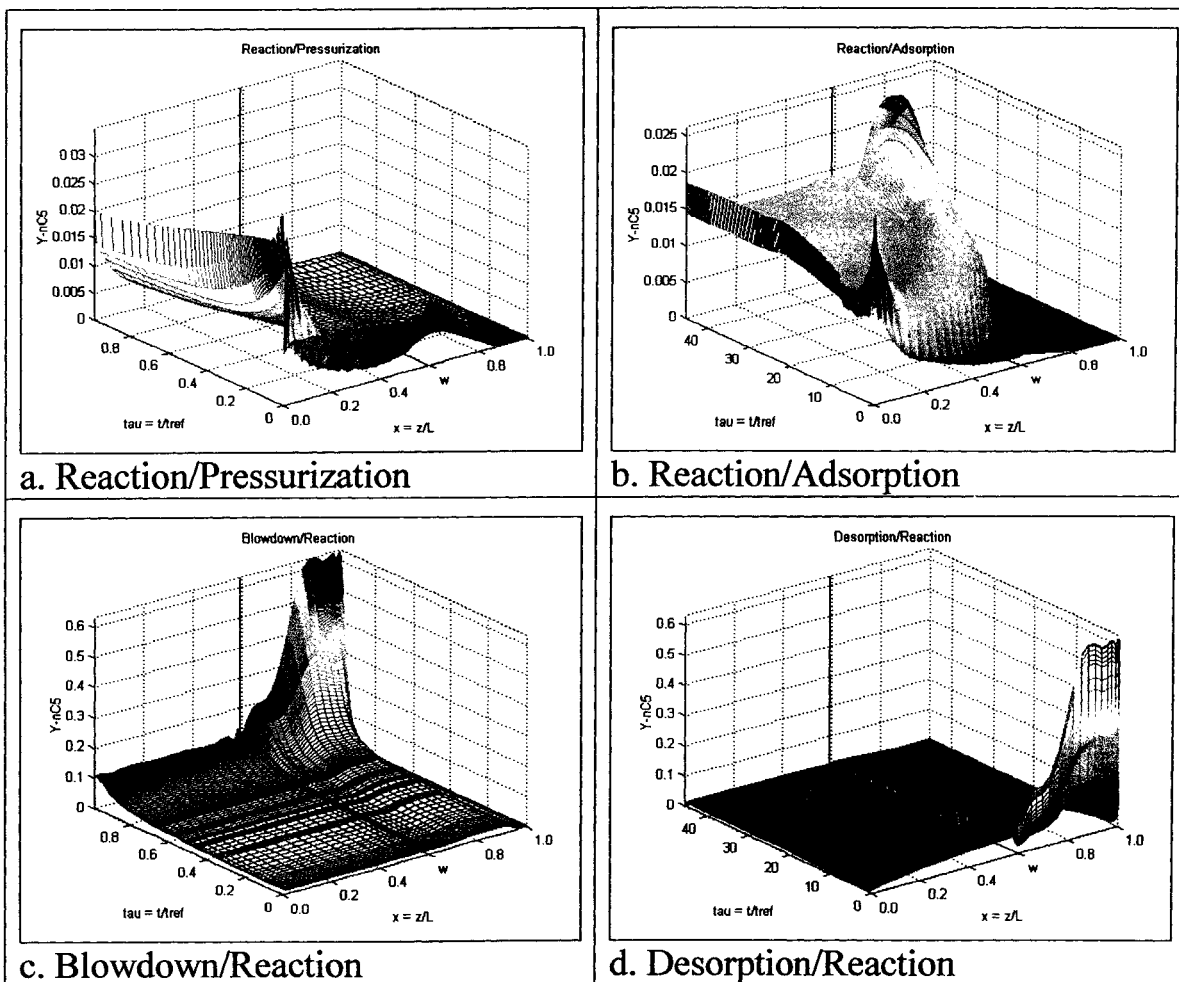 Reaction/Pressurization
0.03
0.025
0.02
0.015
0.01
0.005
0
Y-nC5
0.8
0.6
0.4
0.2
0
0.0
0.2
0.4
w
0.8
1.0
tau = t/tref
x = z/L
a. Reaction/Pressurization
Reaction/Adsorption
0.025
0.02
0.015
0.01
0.005
0
Y-nC5
40
30
20
10
0
0.0
0.2
0.4
w
0.8
1.0
tau = t/tref
x = z/L
b. Reaction/Adsorption
Blowdown/Reaction
0.6
0.5
0.4
0.3
0.2
0.1
0
Y-nC5
0.8
0.6
0.4
0.2
0
0.0
0.2
0.4
w
0.8
1.0
tau = t/tref
x = z/L
c. Blowdown/Reaction
Desorption/Reaction
0.6
0.5
0.4
0.3
0.2
0.1
0
Y-nC5
40
30
20
10
0
0.0
0.2
0.4
w
0.8
1.0
tau = t/tref
x = z/L
d. Desorption/Reaction